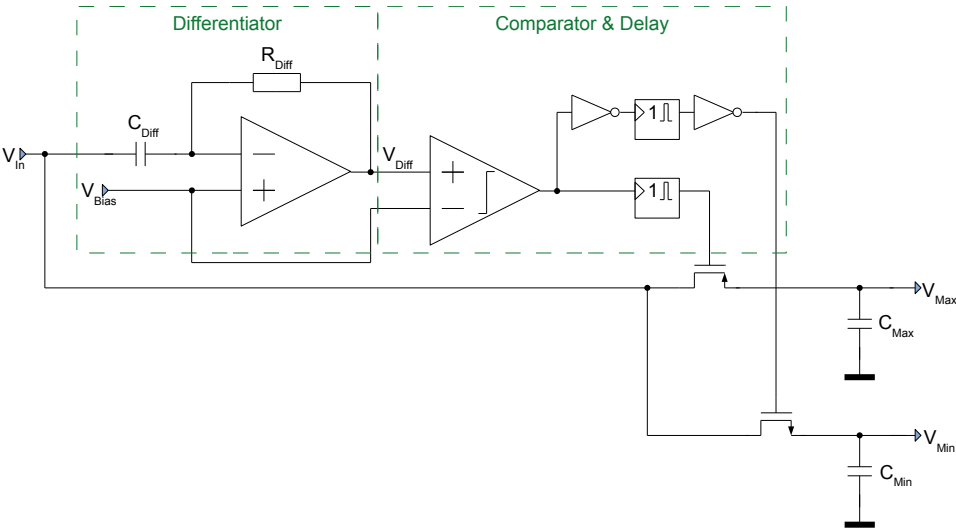 Differentiator
Comparator & Delay
R_Diff
C_Diff
1
V_In
V_Diff
V_Bias
1
V_Max
C_Max
V_Min
C_Min